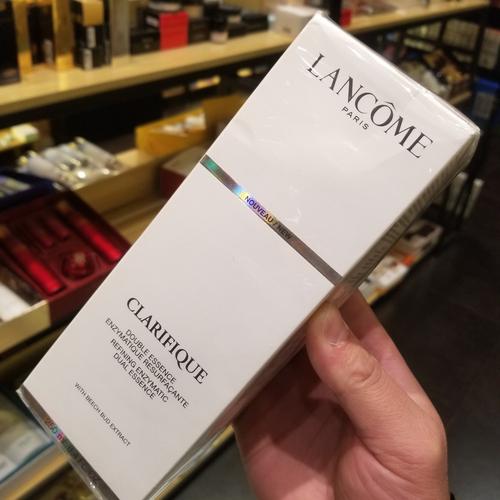 LANCÔME
PARIS
NOUVEAU / NEW
CLARIFIQUE
DOUBLE ESSENCE
ENZYMATIQUE RESURFAÇANTE
REFINING ENZYMATIC
DUAL ESSENCE
WITH BEECH BUD EXTRACT